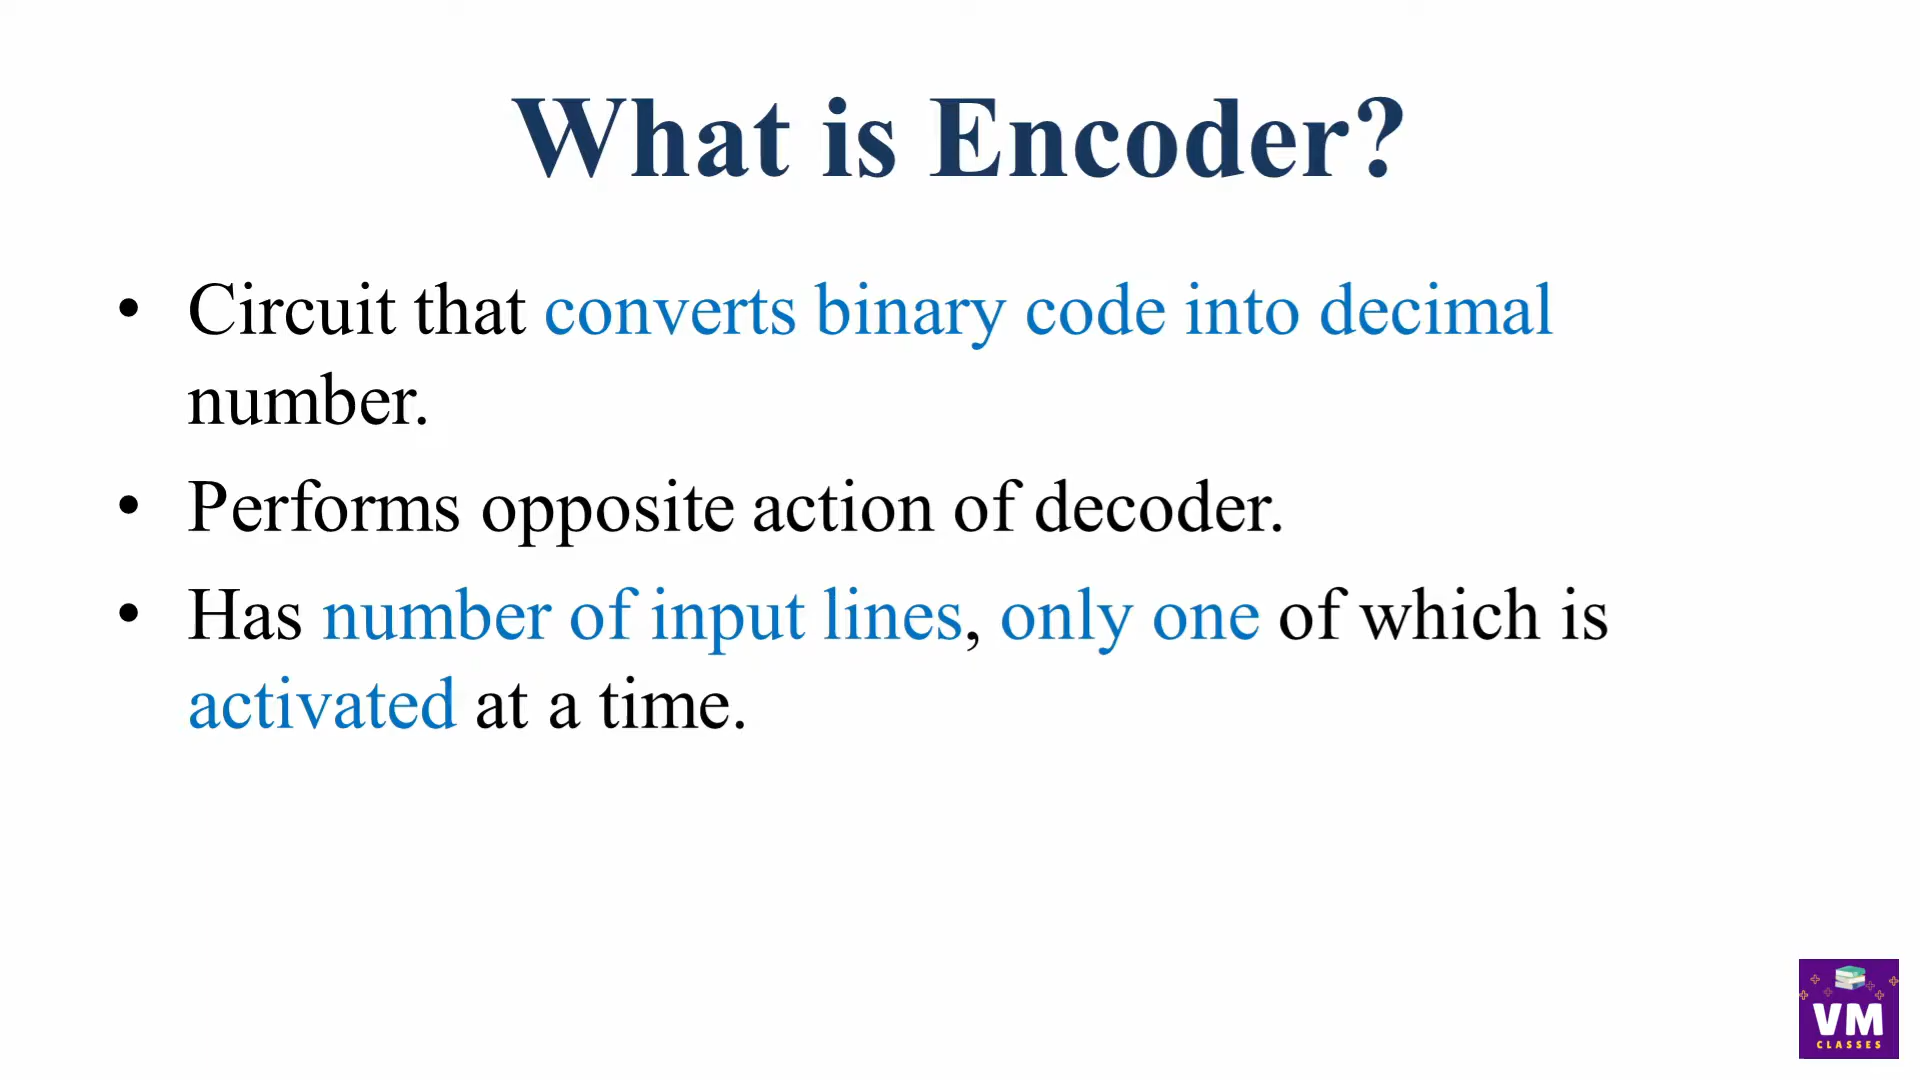 What is Encoder?
• Circuit that converts binary code into decimal
number.
• Performs opposite action of decoder.
• Has number of input lines, only one of which is
activated at a time.
VM
CLASSES